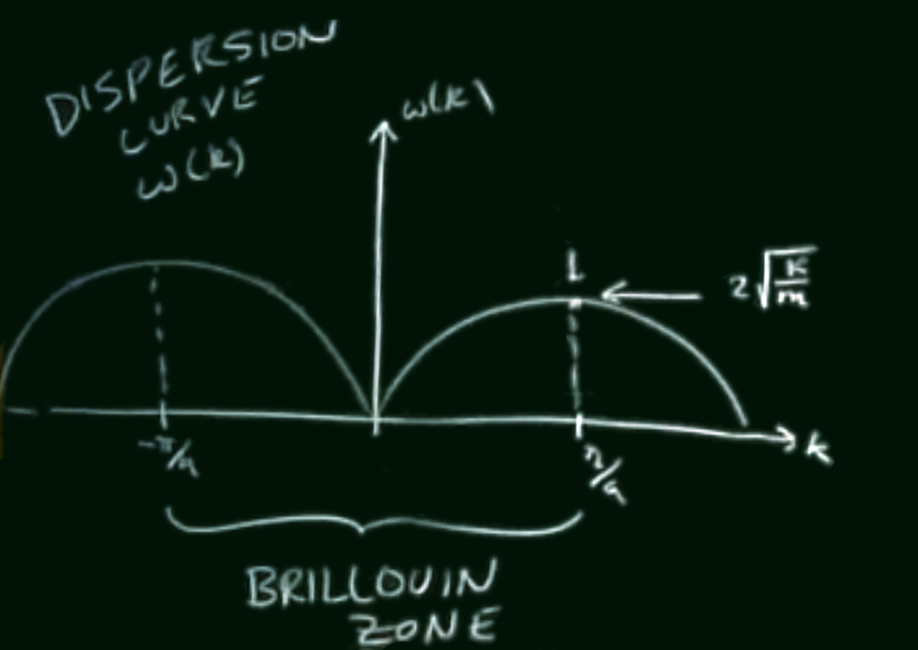 DISPERSION
CURVE
ω(k)
ω(k)
2√(K/m)
-π/a
π/a
k
BRILLOUIN
ZONE